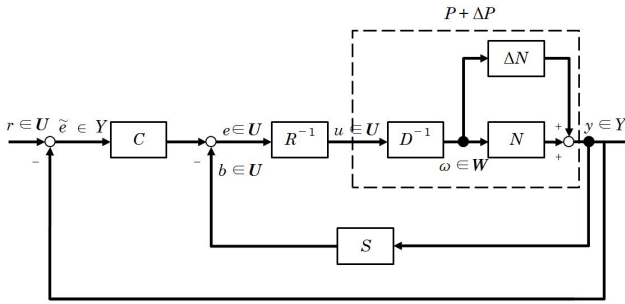 P + ΔP
ΔN
r ∈ U
ẽ ∈ Y
C
e ∈ U
R⁻¹
u ∈ U
D⁻¹
N
y ∈ Y
+
+
−
−
b ∈ U
ω ∈ W
S